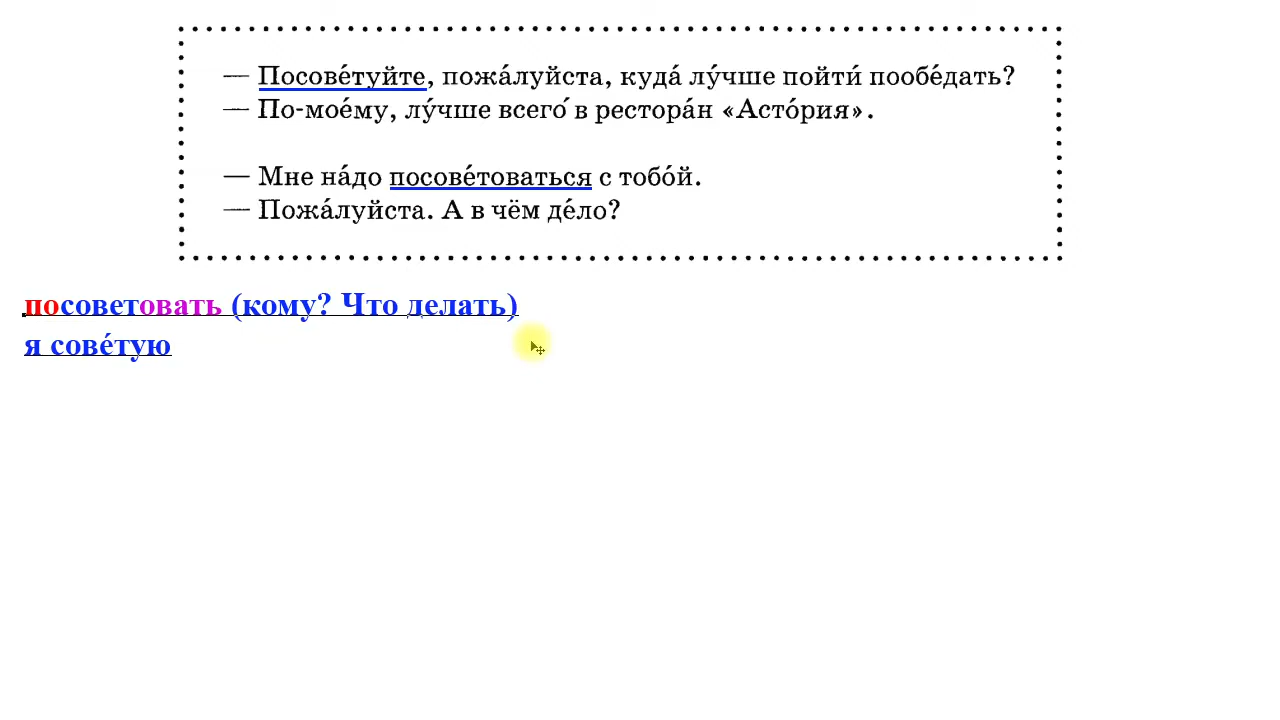 — Посове́туйте, пожа́луйста, куда́ лу́чше пойти́ пообе́дать?
— По-мое́му, лу́чше всего́ в рестора́н «Асто́рия».
— Мне на́до посове́товаться с тобо́й.
— Пожа́луйста. А в чём де́ло?
посоветовать (кому? Что делать)
я сове́тую